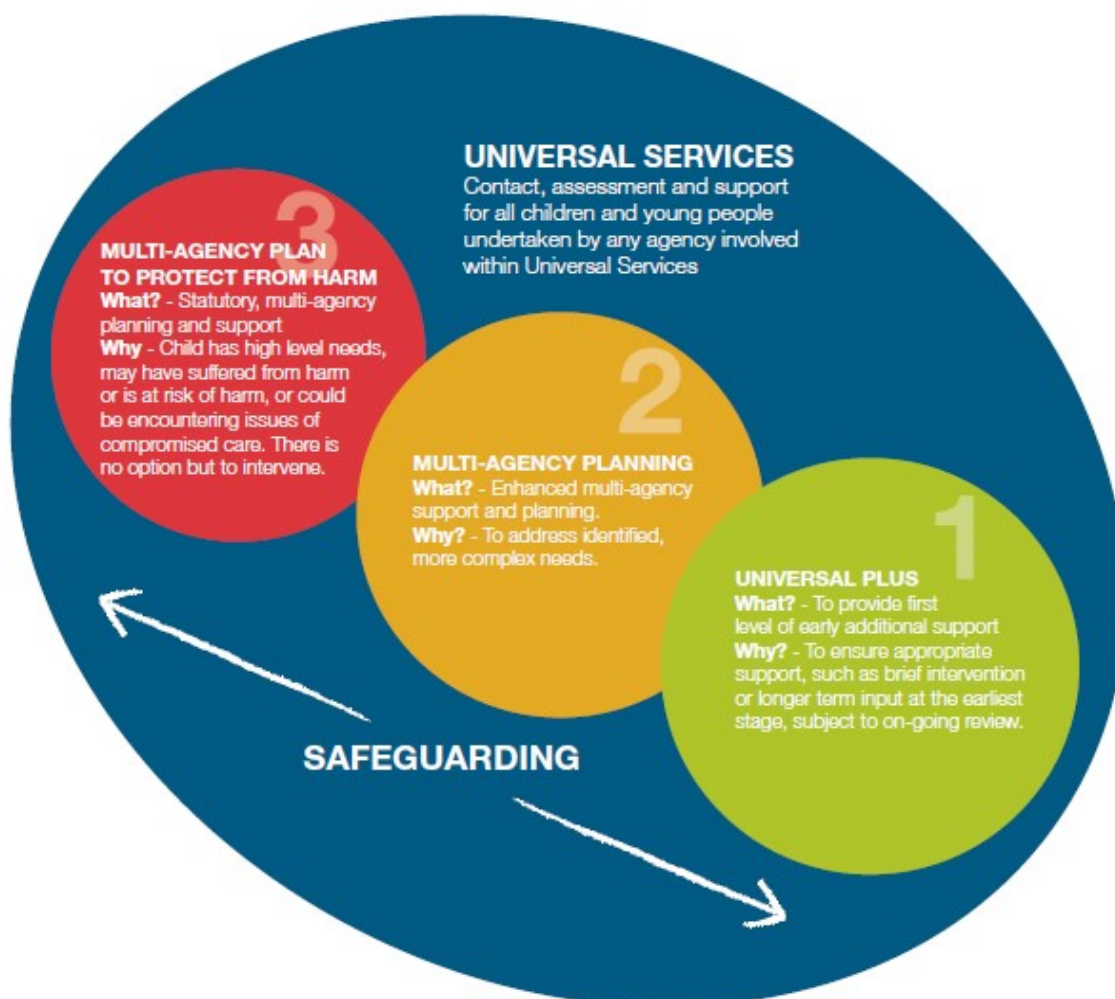 UNIVERSAL SERVICES
Contact, assessment and support
for all children and young people
undertaken by any agency involved
within Universal Services
3
MULTI-AGENCY PLAN
TO PROTECT FROM HARM
What? - Statutory, multi-agency
planning and support
Why - Child has high level needs,
may have suffered from harm
or is at risk of harm, or could
be encountering issues of
compromised care. There is
no option but to intervene.
2
MULTI-AGENCY PLANNING
What? - Enhanced multi-agency
support and planning.
Why? - To address identified,
more complex needs.
1
UNIVERSAL PLUS
What? - To provide first
level of early additional support
Why? - To ensure appropriate
support, such as brief intervention
or longer term input at the earliest
stage, subject to on-going review.
SAFEGUARDING